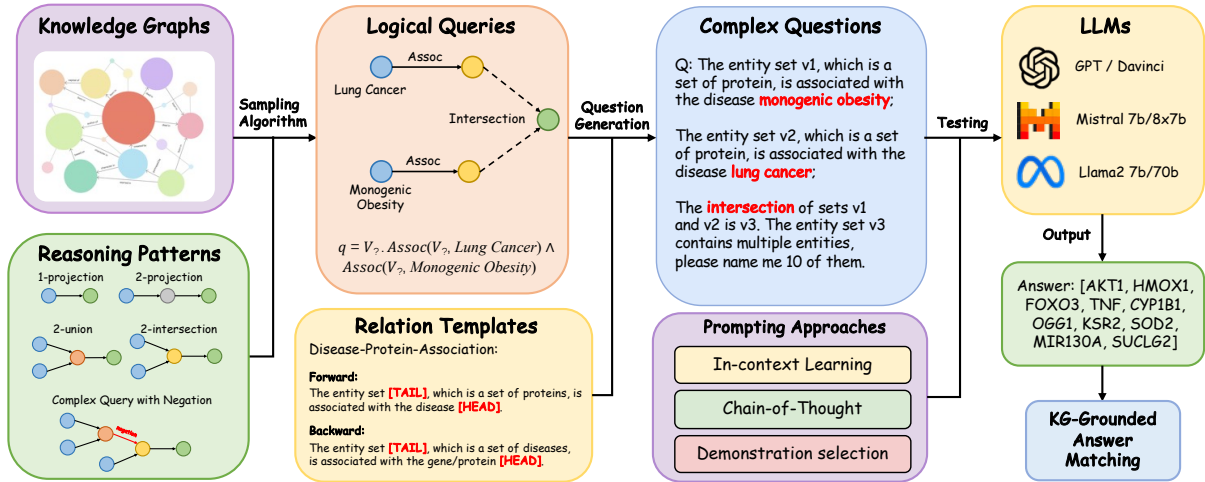 Knowledge Graphs
Sampling
Algorithm
Reasoning Patterns
1-projection
2-projection
2-union
2-intersection
Complex Query with Negation
Negation
Logical Queries
Assoc
Lung Cancer
Intersection
Assoc
Monogenic
Obesity
q = V?. Assoc(V?, Lung Cancer) ∧
Assoc(V?, Monogenic Obesity)
Relation Templates
Disease-Protein-Association:
Forward:
The entity set [TAIL], which is a set of proteins, is
associated with the disease [HEAD].
Backward:
The entity set [TAIL], which is a set of diseases,
is associated with the gene/protein [HEAD].
Question
Generation
Complex Questions
Q: The entity set v1, which is a
set of protein, is associated with
the disease monogenic obesity;
The entity set v2, which is a set
of protein, is associated with the
disease lung cancer;
The intersection of sets v1
and v2 is v3. The entity set v3
contains multiple entities,
please name me 10 of them.
Prompting Approaches
In-context Learning
Chain-of-Thought
Demonstration selection
Testing
LLMs
GPT / Davinci
Mistral 7b/8x7b
Llama2 7b/70b
Output
Answer: [AKT1, HMOX1,
FOXO3, TNF, CYP1B1,
OGG1, KSR2, SOD2,
MIR130A, SUCLG2]
KG-Grounded
Answer
Matching